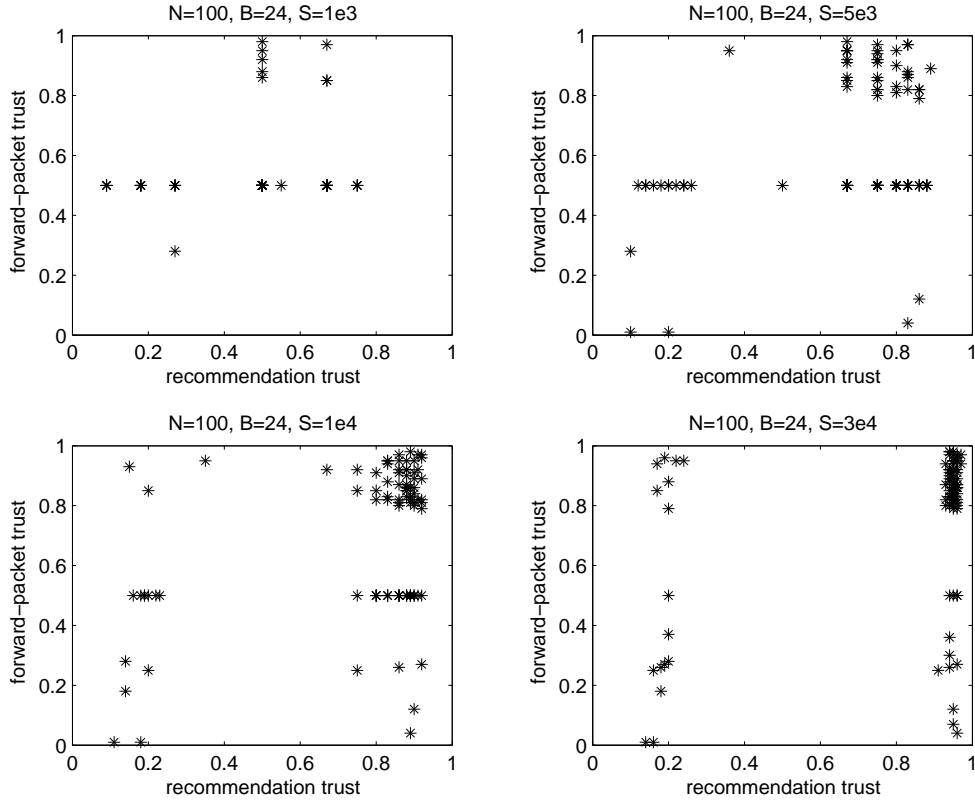 N=100, B=24, S=1e3
1
0.8
0.6
0.4
0.2
0
forward−packet trust
0 0.2 0.4 0.6 0.8 1
recommendation trust
N=100, B=24, S=5e3
1
0.8
0.6
0.4
0.2
0
forward−packet trust
0 0.2 0.4 0.6 0.8 1
recommendation trust
N=100, B=24, S=1e4
1
0.8
0.6
0.4
0.2
0
forward−packet trust
0 0.2 0.4 0.6 0.8 1
recommendation trust
N=100, B=24, S=3e4
1
0.8
0.6
0.4
0.2
0
forward−packet trust
0 0.2 0.4 0.6 0.8 1
recommendation trust